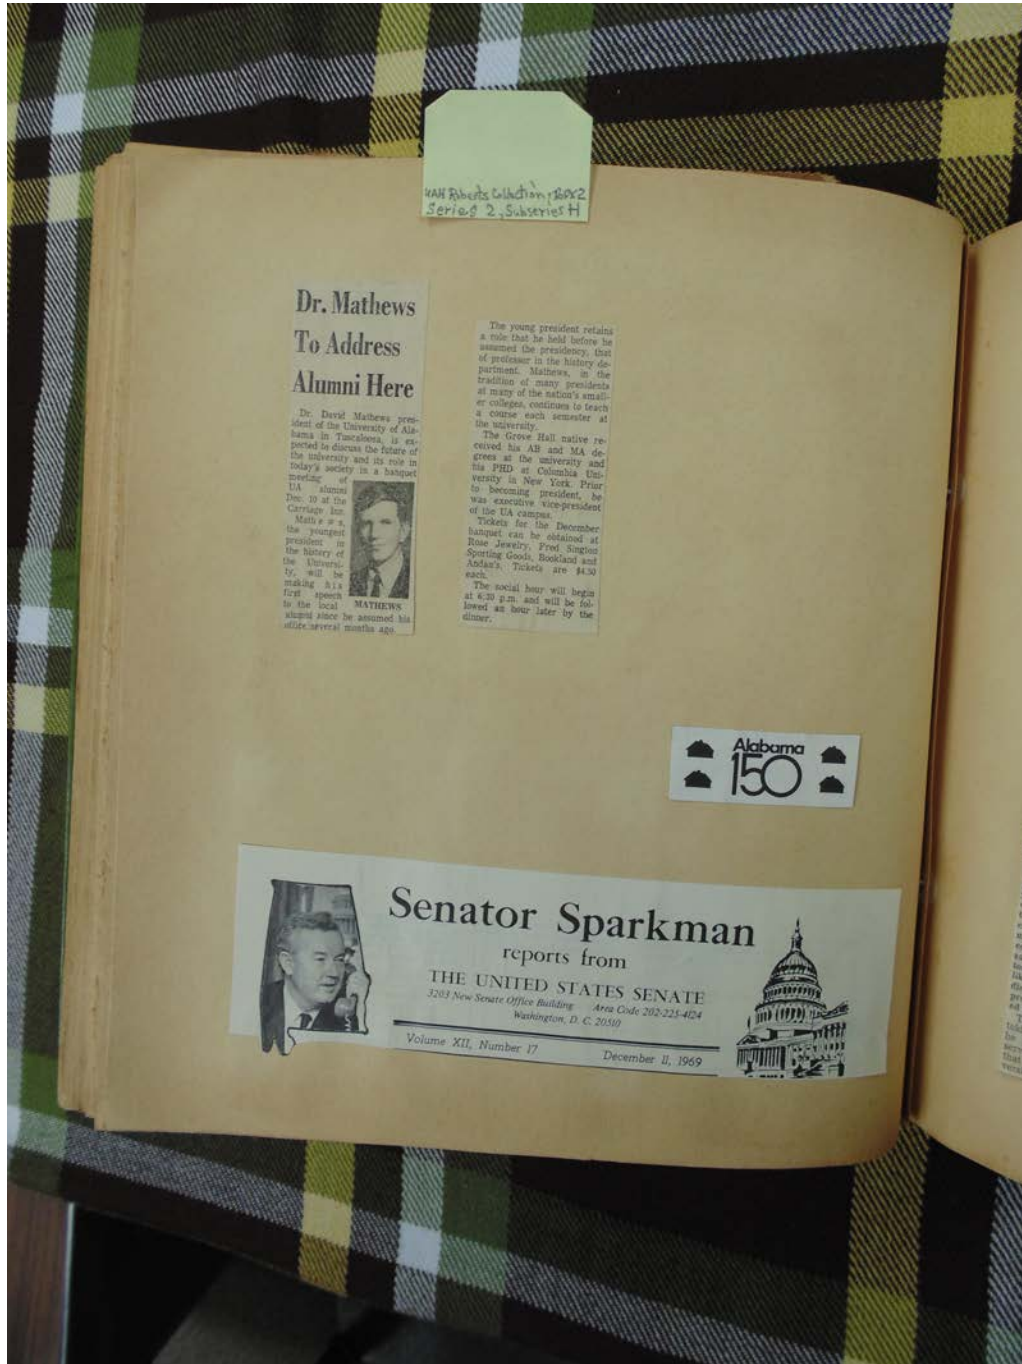 UAH Roberts Collection, Box 2
Series 2, Subseries H
Dr. Mathews
To Address
Alumni Here
Dr. David Mathews pres-
ident of the University of Ala-
bama in Tuscaloosa, is ex-
pected to discuss the future of
the university and its role in
today's society in a banquet
meeting of
UA alumni
Dec. 10 at the
Carriage Inn.
Mathews,
the youngest
president in
the history of
the Universi-
ty, will be
making his
first speech
to the local
MATHEWS
alumni since he assumed his
office several months ago.
The young president retains
a role that he held before he
assumed the presidency, that
of professor in the history de-
partment. Mathews, in the
tradition of many presidents
at many of the nation's small-
er colleges, continues to teach
a course each semester at
the university.
The Grove Hall native re-
ceived his AB and MA de-
grees at the university and
his PHD at Columbia Uni-
versity in New York. Prior
to becoming president, he
was executive vice-president
of the UA campus.
Tickets for the December
banquet can be obtained at
Rose Jewelry, Fred Sington
Sporting Goods, Bookland and
Andan's. Tickets are $4.50
each.
The social hour will begin
at 6:30 p.m. and will be fol-
lowed an hour later by the
dinner.
Alabama
150
Senator Sparkman
reports from
THE UNITED STATES SENATE
3203 New Senate Office Building Area Code 202-225-4124
Washington, D. C. 20510
Volume XII, Number 17 December 11, 1969